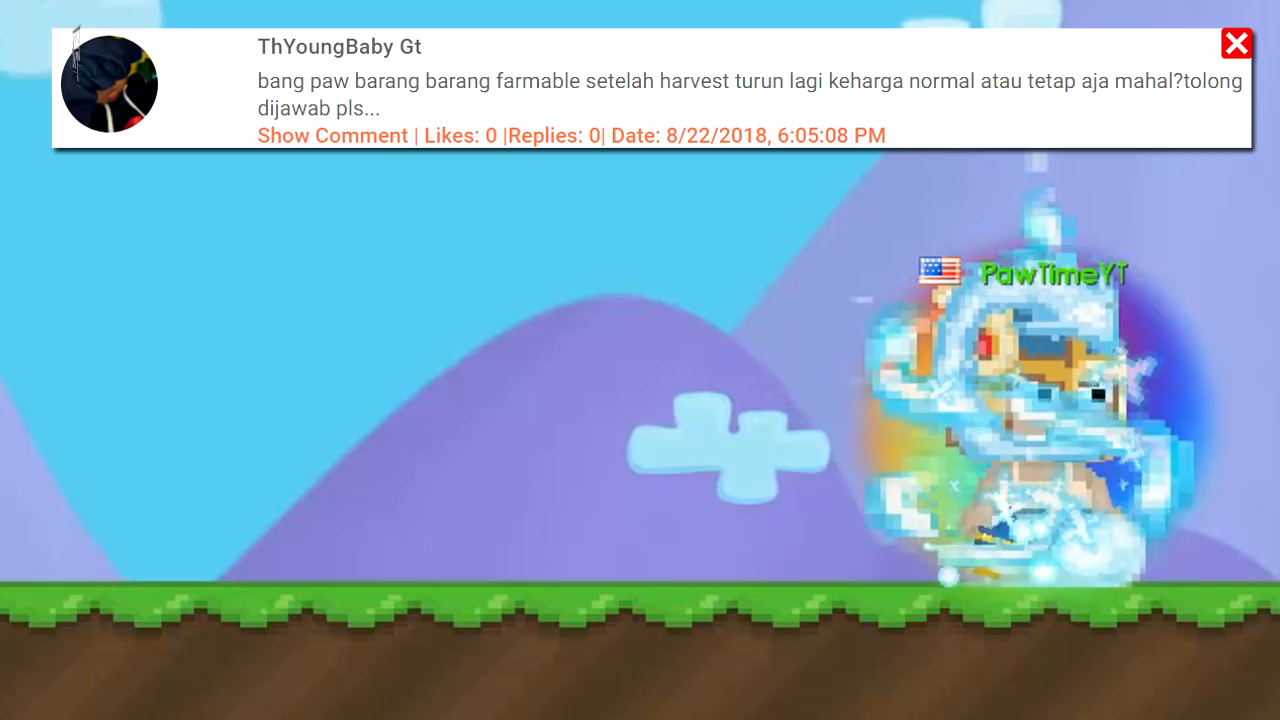 ThYoungBaby Gt
bang paw barang barang farmable setelah harvest turun lagi keharga normal atau tetap aja mahal?tolong
dijawab pls...
Show Comment | Likes: 0 |Replies: 0| Date: 8/22/2018, 6:05:08 PM
PawTimeYT